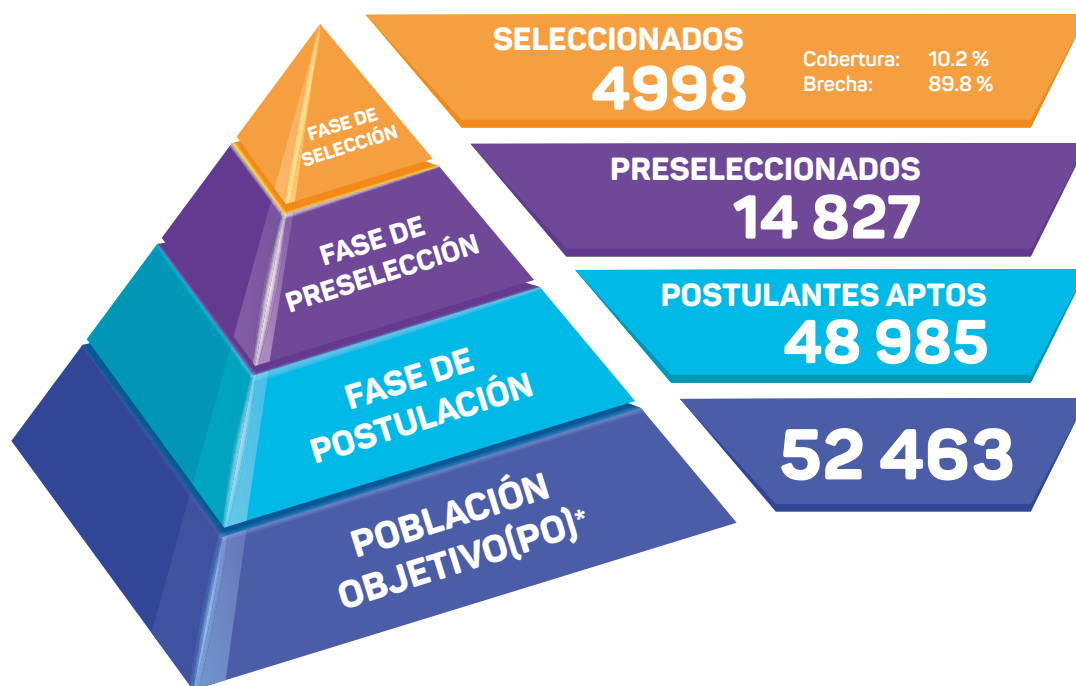 SELECCIONADOS
4998
Cobertura: 10.2 %
Brecha: 89.8 %
FASE DE
SELECCIÓN
PRESELECCIONADOS
14 827
FASE DE
PRESELECCIÓN
POSTULANTES APTOS
48 985
FASE DE
POSTULACIÓN
52 463
POBLACIÓN
OBJETIVO(PO)*